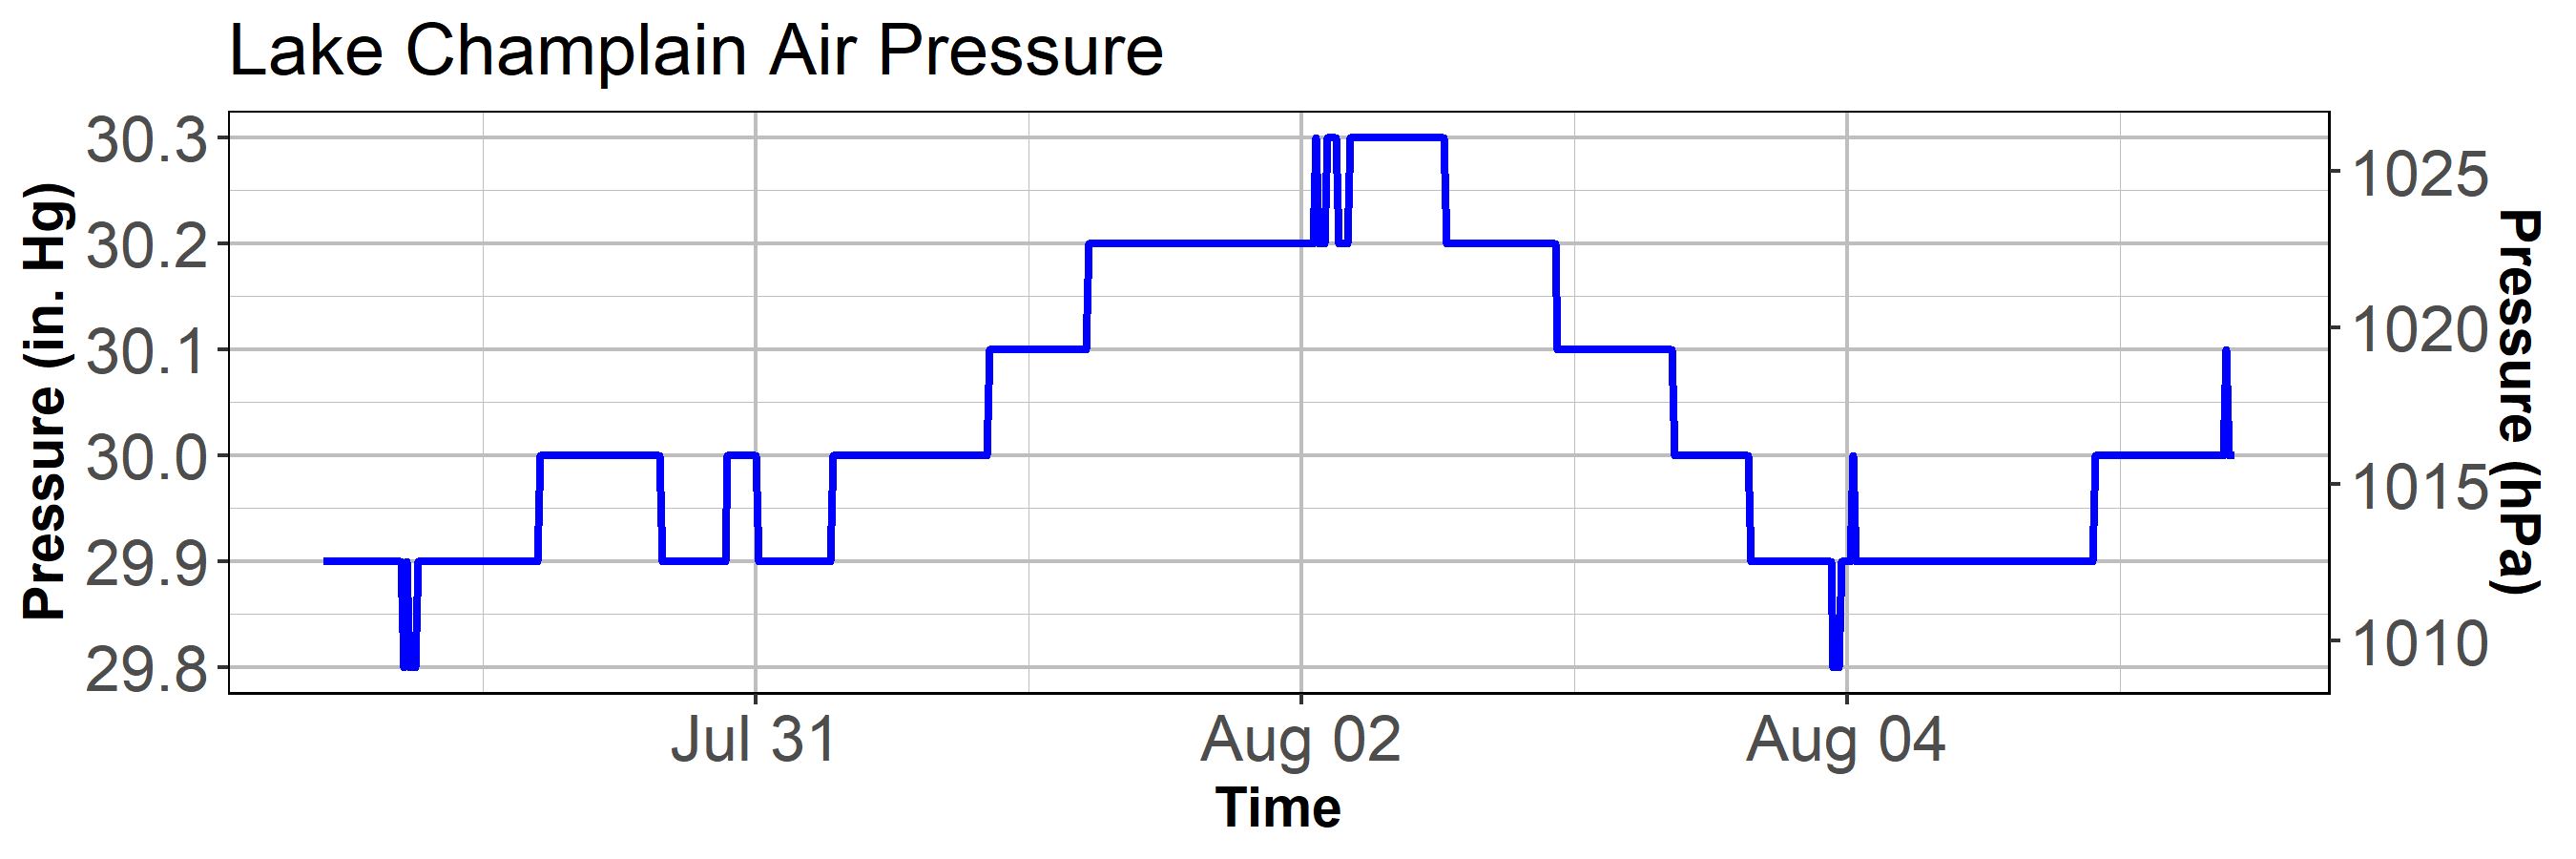 Lake Champlain Air Pressure
30.3
30.2
30.1
30.0
29.9
29.8
Pressure (in. Hg)
1025
1020
1015
1010
Pressure (hPa)
Jul 31
Aug 02
Aug 04
Time